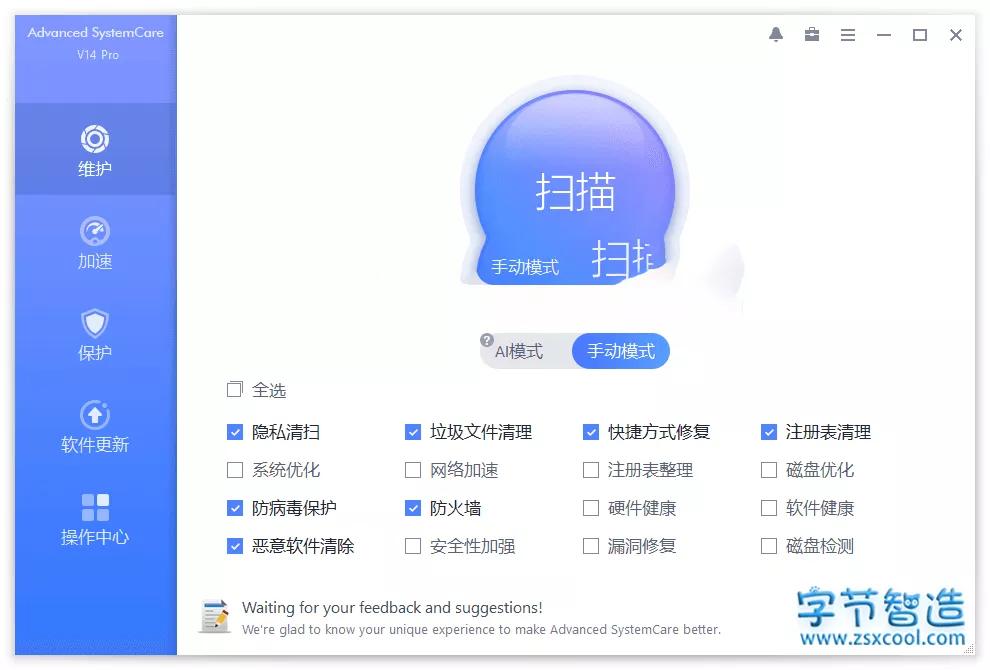 Advanced SystemCare
V14 Pro
维护
加速
保护
软件更新
操作中心
扫描
手动模式
扫描
?
AI模式
手动模式
全选
隐私清扫
垃圾文件清理
快捷方式修复
注册表清理
系统优化
网络加速
注册表整理
磁盘优化
防病毒保护
防火墙
硬件健康
软件健康
恶意软件清除
安全性加强
漏洞修复
磁盘检测
Waiting for your feedback and suggestions!
We're glad to know your unique experience to make Advanced SystemCare better.
字节智造
www.zsxcool.com